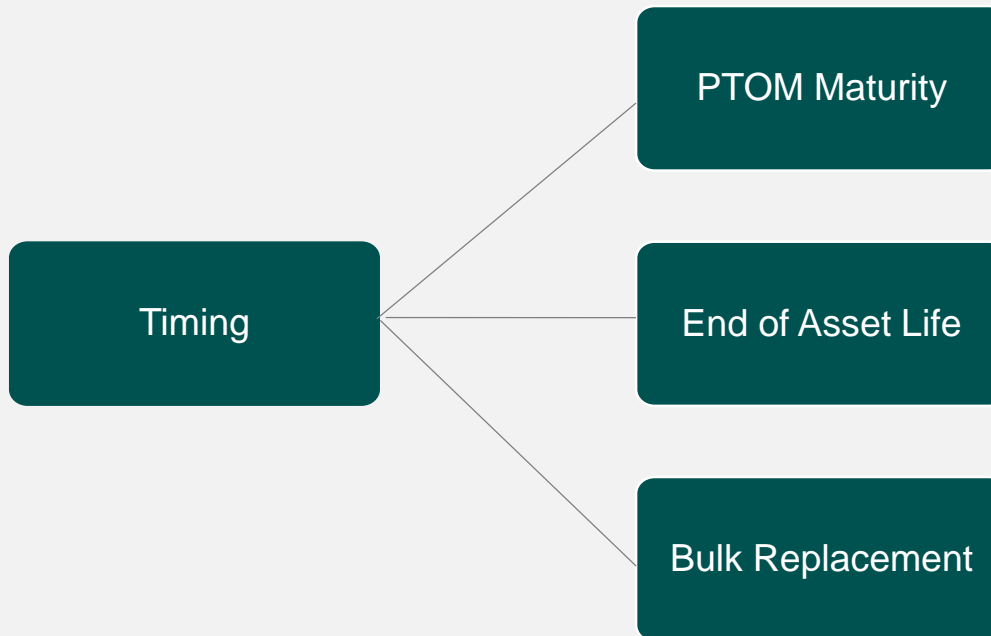 PTOM Maturity
Timing
End of Asset Life
Bulk Replacement